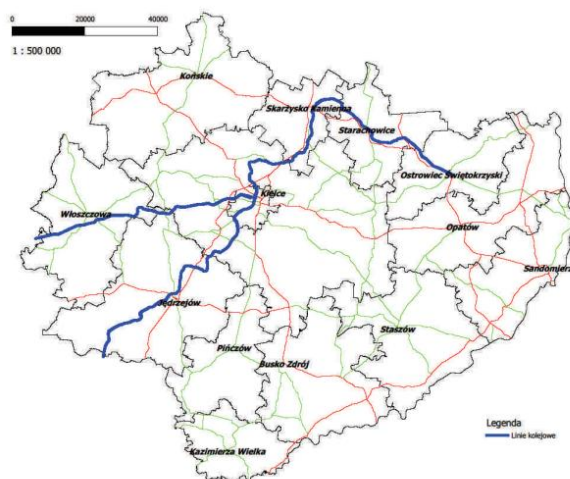 0 20000 40000
1 : 500 000
Końskie
Skarżysko Kamienna
Starachowice
Ostrowiec Świętokrzyski
Kielce
Włoszczowa
Opatów
Sandomierz
Jędrzejów
Staszów
Pińczów
Busko Zdrój
Kazimierza Wielka
Legenda
Linie kolejowe